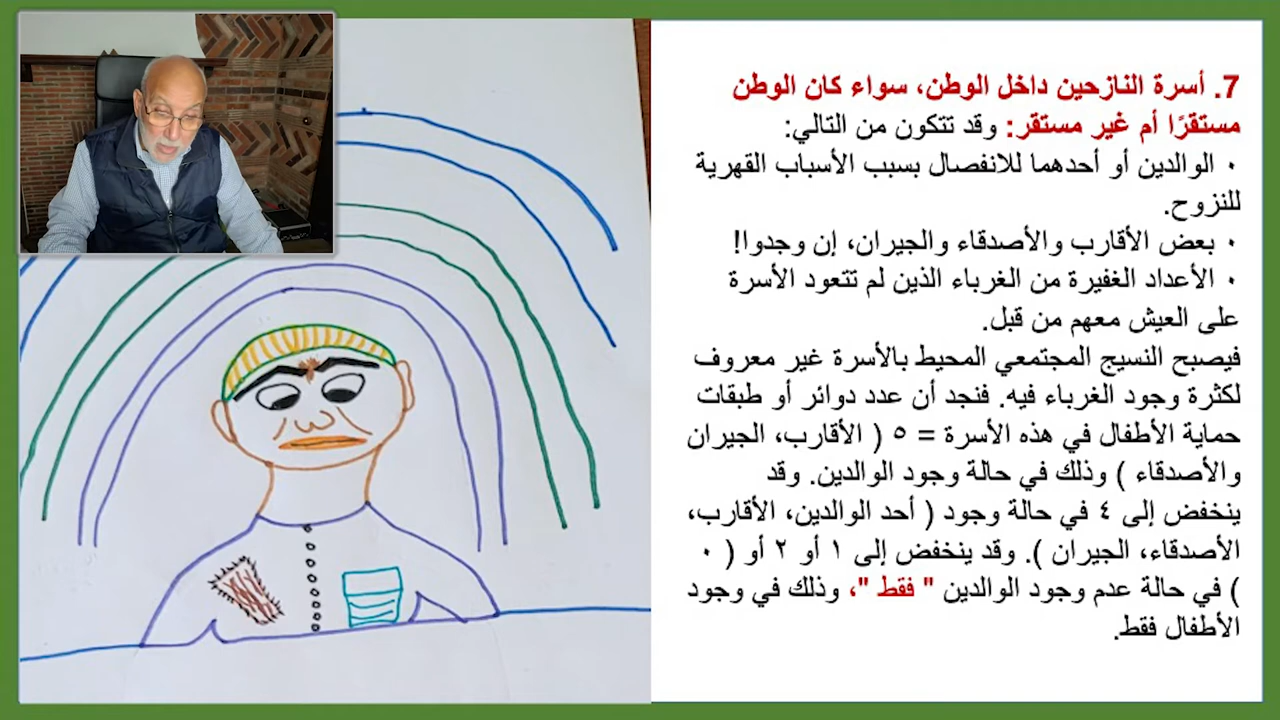 7. أسرة النازحين داخل الوطن، سواء كان الوطن
مستقرًا أم غير مستقر: وقد تتكون من التالي:
• الوالدين أو أحدهما للانفصال بسبب الأسباب القهرية
للنزوح.
• بعض الأقارب والأصدقاء والجيران، إن وجدوا!
• الأعداد الغفيرة من الغرباء الذين لم تتعود الأسرة
على العيش معهم من قبل.
فيصبح النسيج المجتمعي المحيط بالأسرة غير معروف
لكثرة وجود الغرباء فيه. فنجد أن عدد دوائر أو طبقات
حماية الأطفال في هذه الأسرة = ٥ ( الأقارب، الجيران
والأصدقاء ) وذلك في حالة وجود الوالدين. وقد
ينخفض إلى ٤ في حالة وجود ( أحد الوالدين، الأقارب،
الأصدقاء، الجيران ). وقد ينخفض إلى ١ أو ٢ أو ( ٠
) في حالة عدم وجود الوالدين " فقط "، وذلك في وجود
الأطفال فقط.